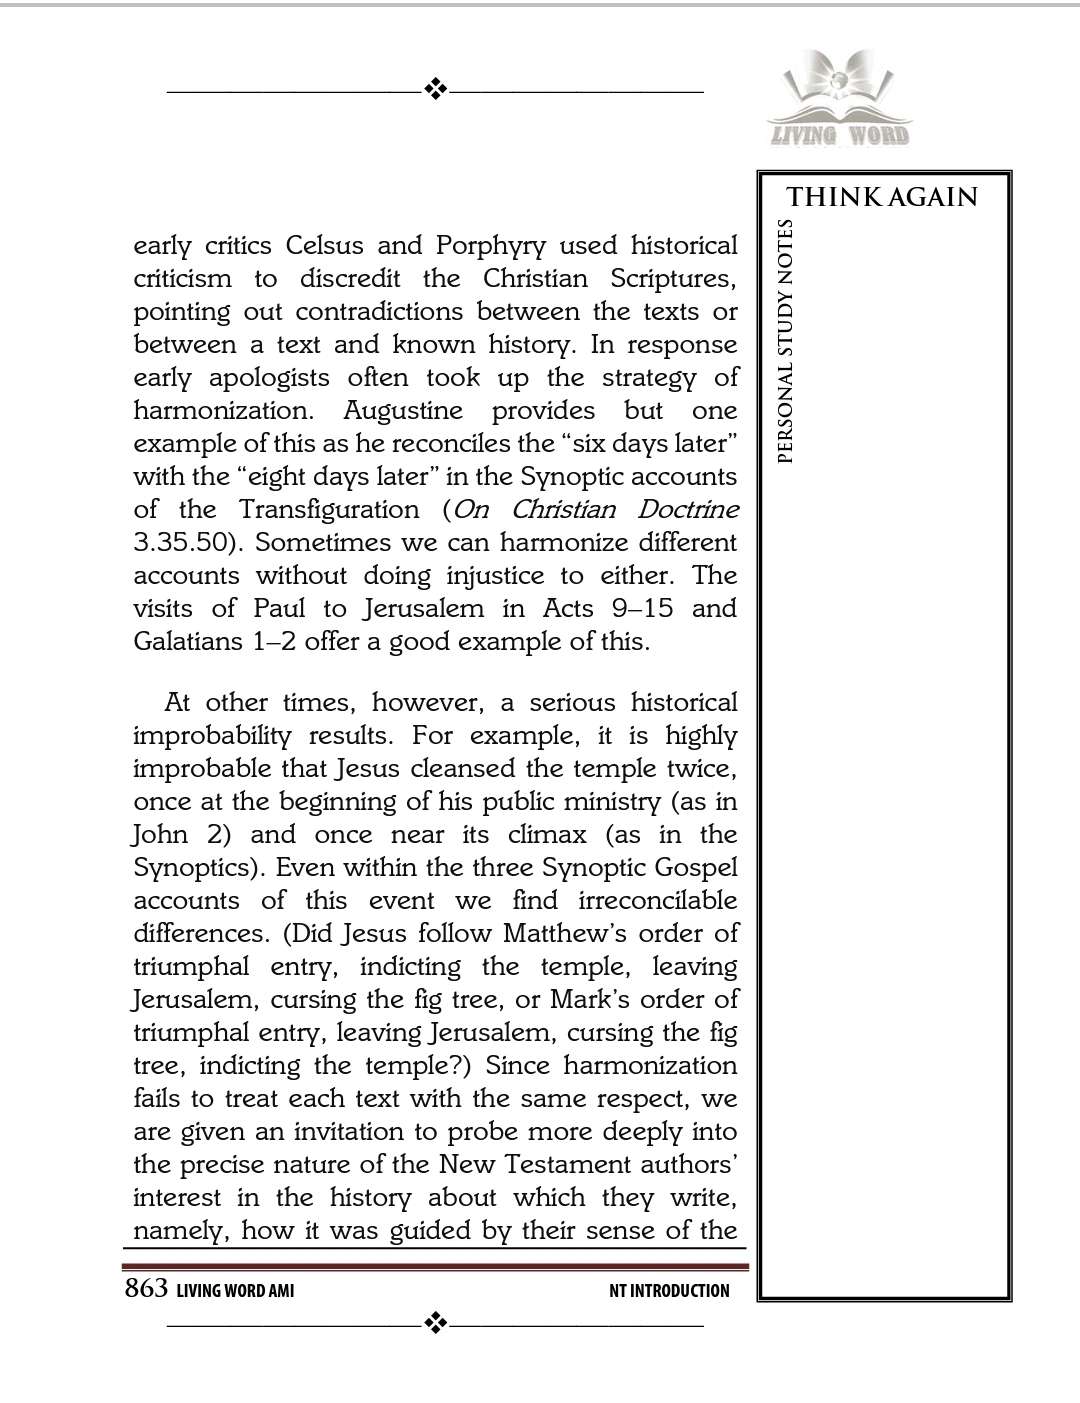 LIVING WORD
THINK AGAIN
PERSONAL STUDY NOTES
early critics Celsus and Porphyry used historical
criticism to discredit the Christian Scriptures,
pointing out contradictions between the texts or
between a text and known history. In response
early apologists often took up the strategy of
harmonization. Augustine provides but one
example of this as he reconciles the “six days later”
with the “eight days later” in the Synoptic accounts
of the Transfiguration (On Christian Doctrine
3.35.50). Sometimes we can harmonize different
accounts without doing injustice to either. The
visits of Paul to Jerusalem in Acts 9–15 and
Galatians 1–2 offer a good example of this.
At other times, however, a serious historical
improbability results. For example, it is highly
improbable that Jesus cleansed the temple twice,
once at the beginning of his public ministry (as in
John 2) and once near its climax (as in the
Synoptics). Even within the three Synoptic Gospel
accounts of this event we find irreconcilable
differences. (Did Jesus follow Matthew’s order of
triumphal entry, indicting the temple, leaving
Jerusalem, cursing the fig tree, or Mark’s order of
triumphal entry, leaving Jerusalem, cursing the fig
tree, indicting the temple?) Since harmonization
fails to treat each text with the same respect, we
are given an invitation to probe more deeply into
the precise nature of the New Testament authors’
interest in the history about which they write,
namely, how it was guided by their sense of the
863 LIVING WORD AMI NT INTRODUCTION